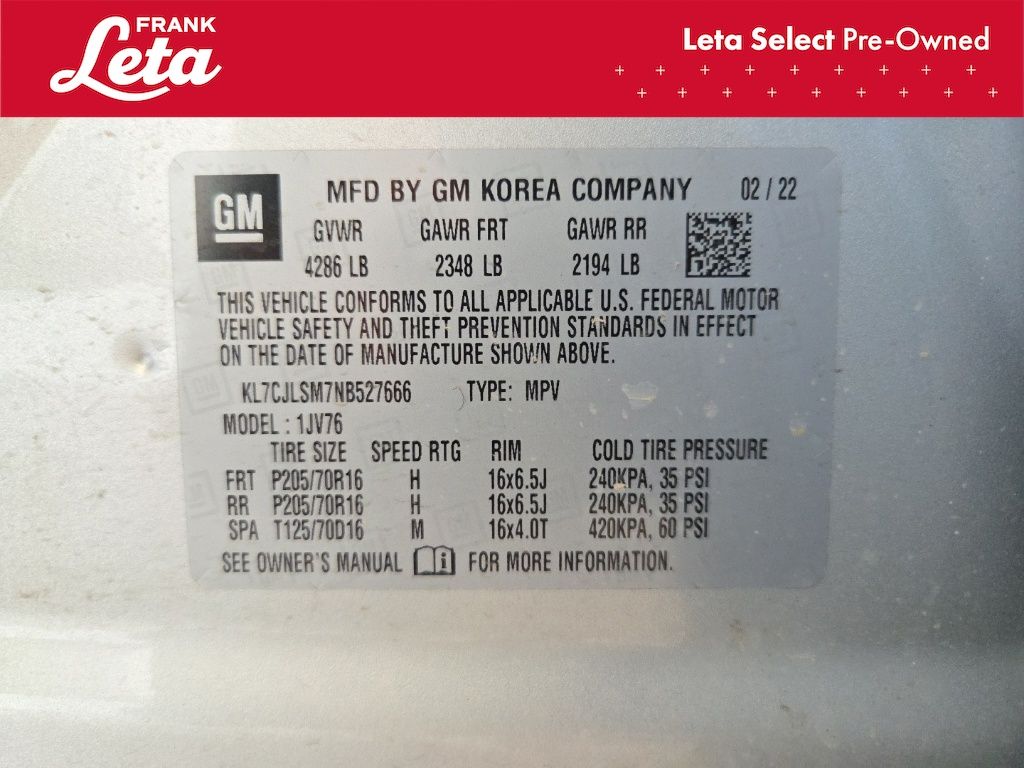 FRANK
Leta
Leta Select Pre-Owned
GM
MFD BY GM KOREA COMPANY 02 / 22
GVWR GAWR FRT GAWR RR
4286 LB 2348 LB 2194 LB
THIS VEHICLE CONFORMS TO ALL APPLICABLE U.S. FEDERAL MOTOR
VEHICLE SAFETY AND THEFT PREVENTION STANDARDS IN EFFECT
ON THE DATE OF MANUFACTURE SHOWN ABOVE.
KL7CJLSM7NB527666 TYPE: MPV
MODEL : 1JV76
TIRE SIZE SPEED RTG RIM COLD TIRE PRESSURE
FRT P205/70R16 H 16x6.5J 240KPA, 35 PSI
RR P205/70R16 H 16x6.5J 240KPA, 35 PSI
SPA T125/70D16 M 16x4.0T 420KPA, 60 PSI
SEE OWNER'S MANUAL i FOR MORE INFORMATION.